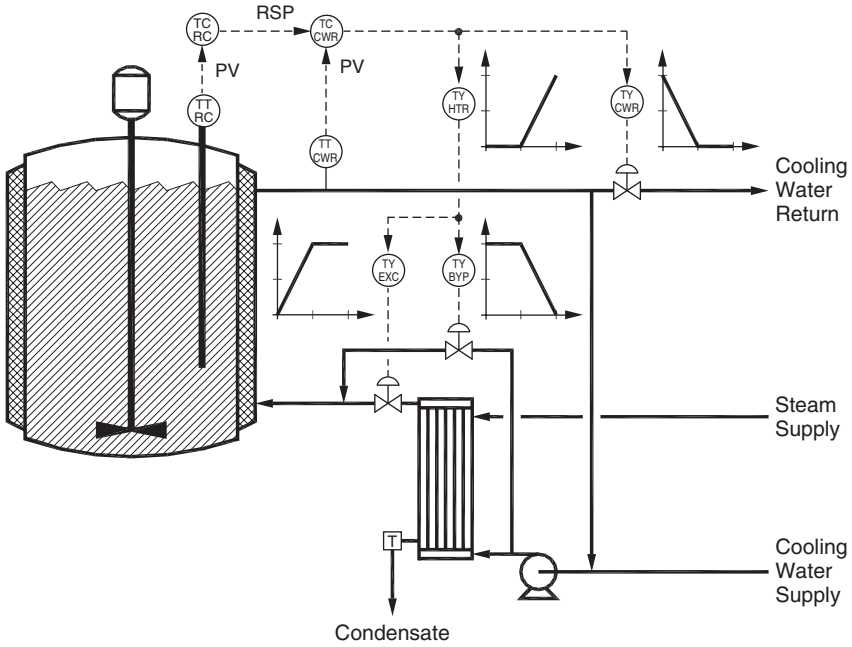 RSP
TC
RC
TC
CWR
PV
PV
TT
RC
TY
HTR
TY
CWR
TT
CWR
Cooling
Water
Return
TY
EXC
TY
BYP
Steam
Supply
T
Cooling
Water
Supply
Condensate